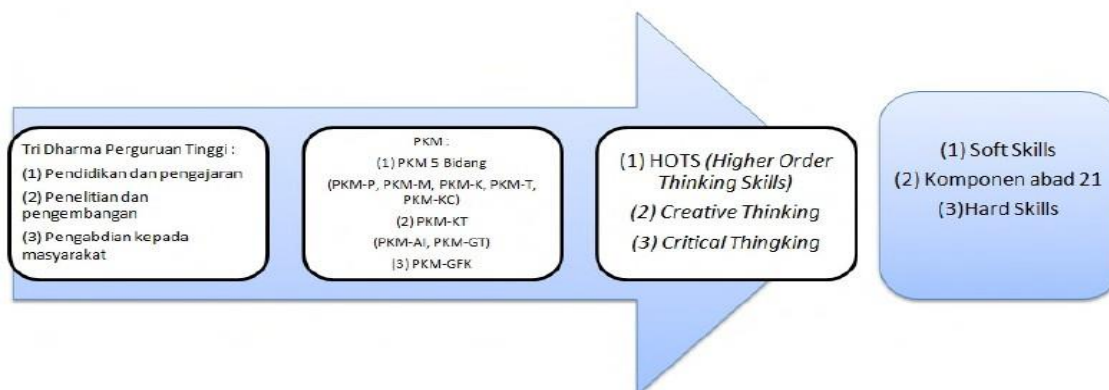 Tri Dharma Perguruan Tinggi :
(1) Pendidikan dan pengajaran
(2) Penelitian dan
pengembangan
(3) Pengabdian kepada
masyarakat
PKM :
(1) PKM 5 Bidang
(PKM-P, PKM-M, PKM-K, PKM-T,
PKM-KC)
(2) PKM-KT
(PKM-AI, PKM-GT)
(3) PKM-GFK
(1) HOTS (Higher Order
Thinking Skills)
(2) Creative Thinking
(3) Critical Thingking
(1) Soft Skills
(2) Komponen abad 21
(3)Hard Skills